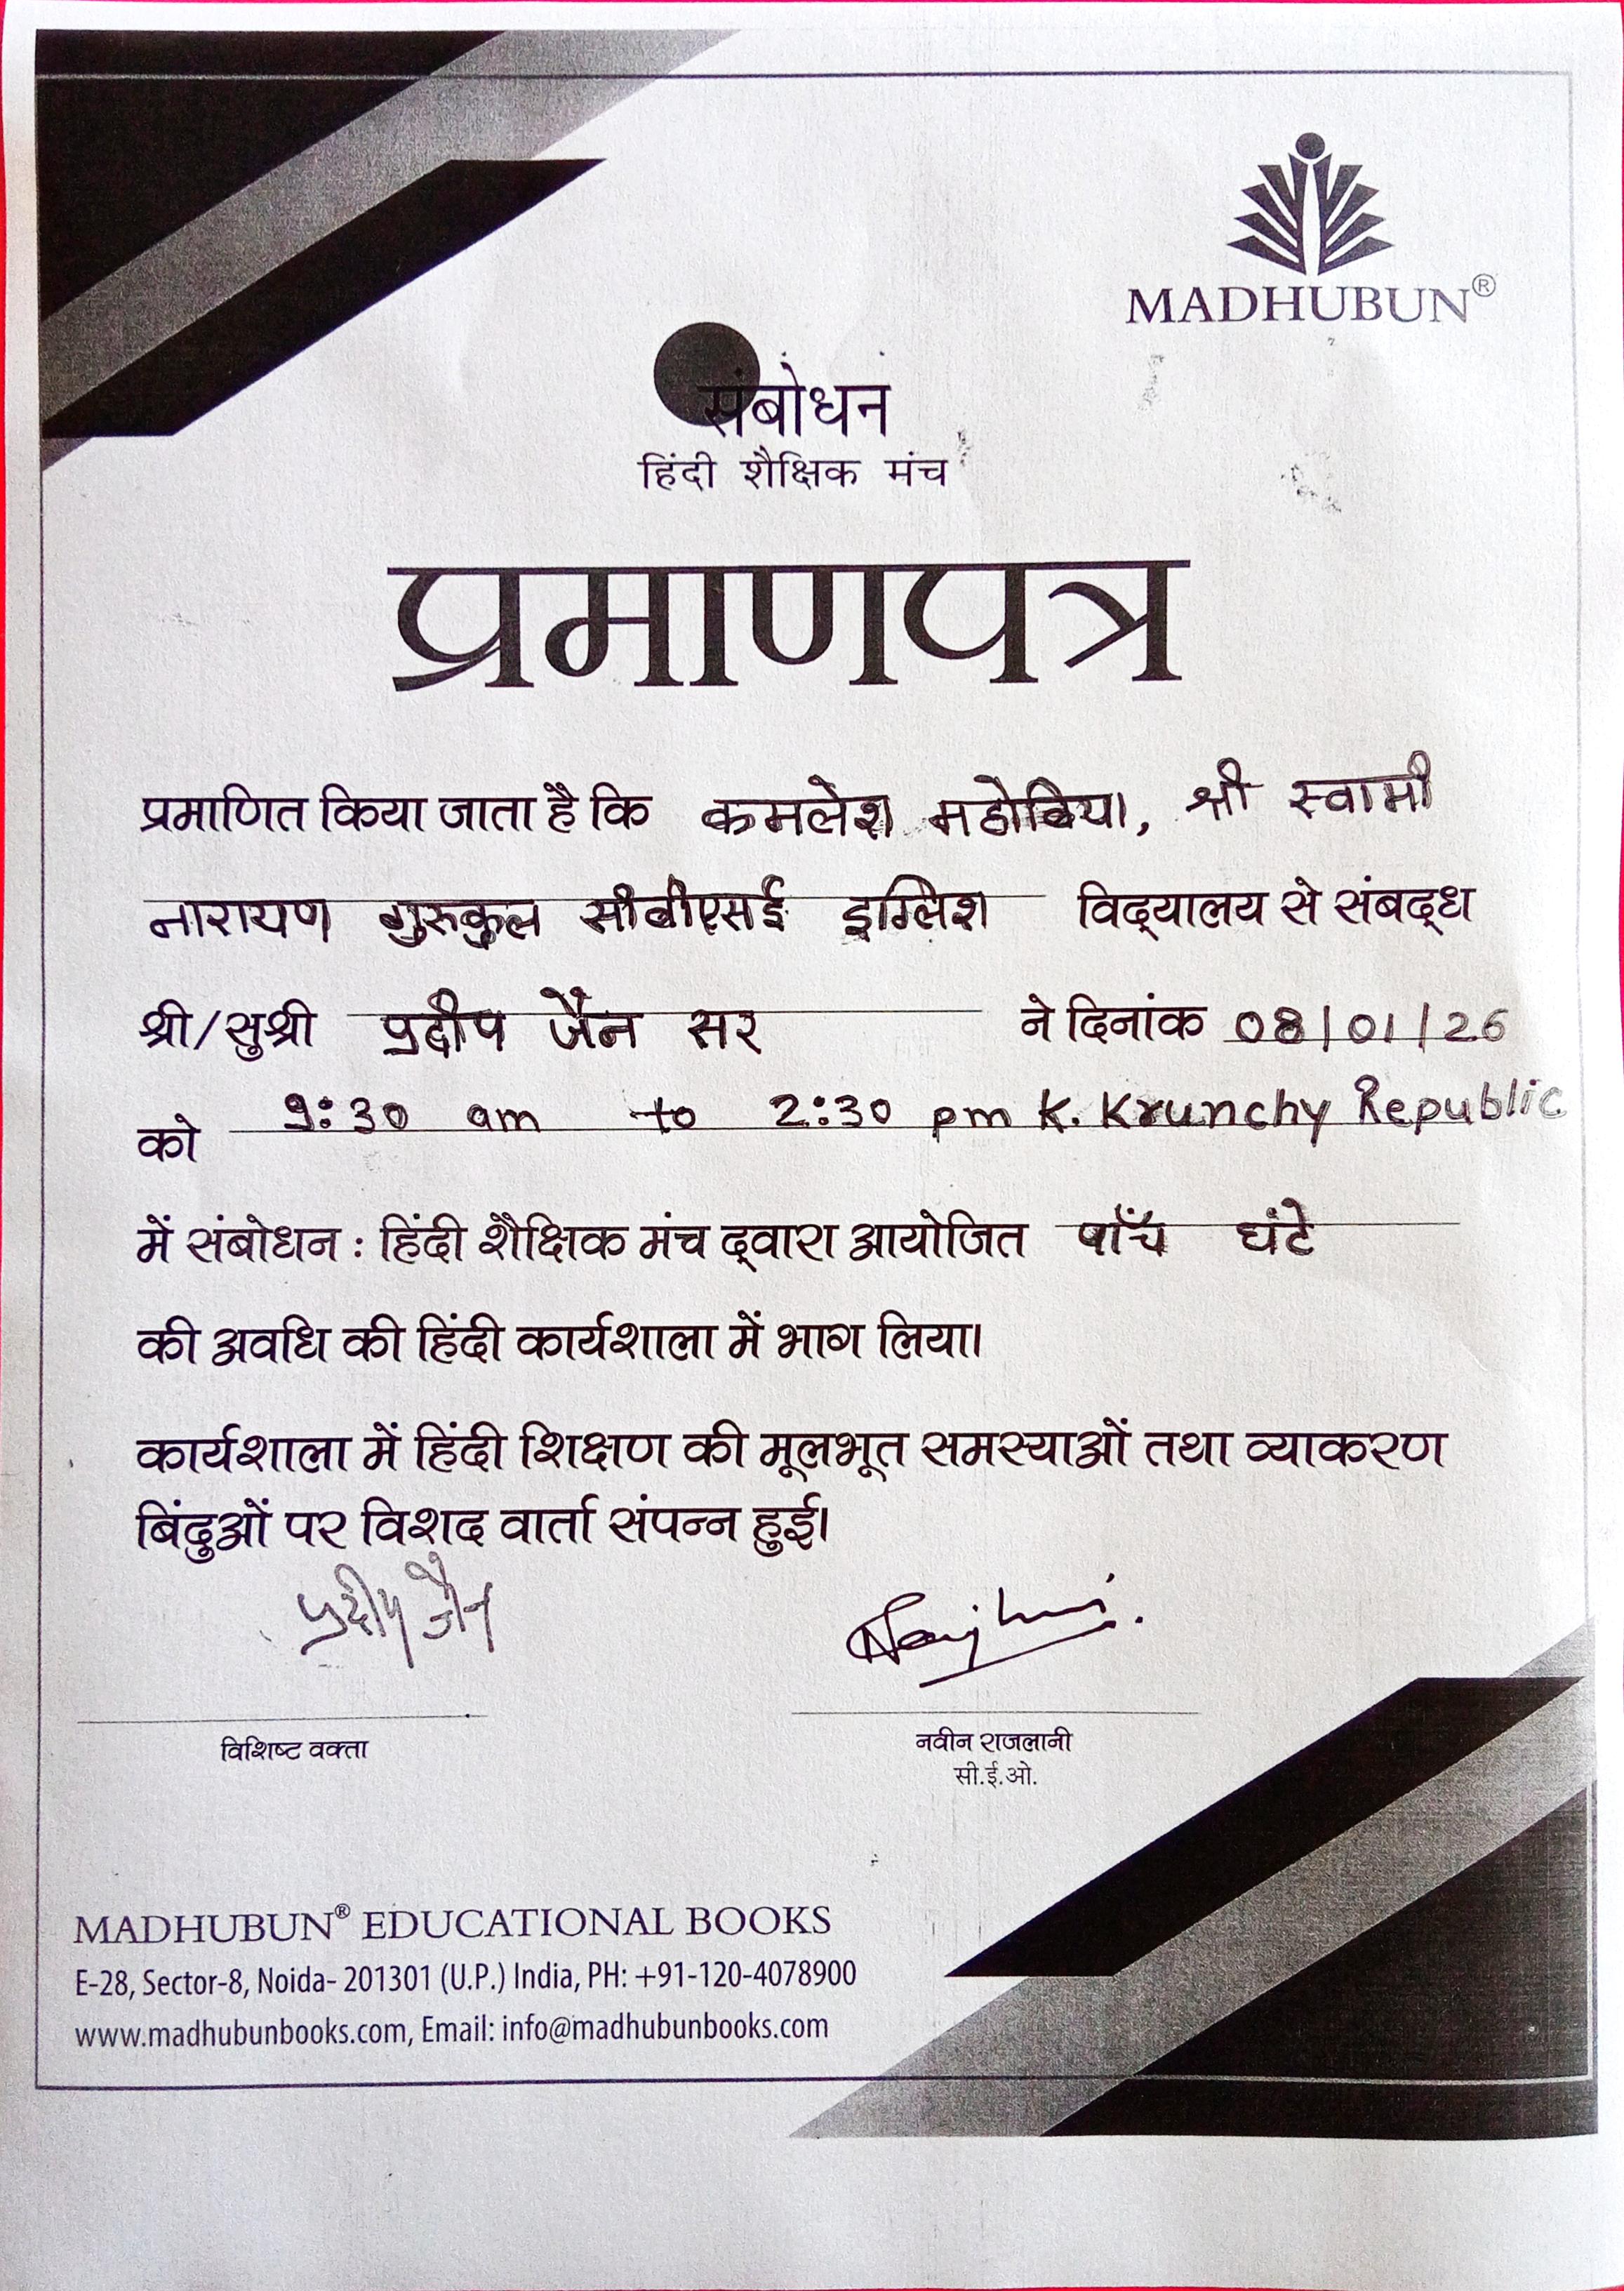 MADHUBUN®
संबोधन
हिंदी शैक्षिक मंच
प्रमाणपत्र
प्रमाणित किया जाता है कि कमलेश महोबिया, श्री स्वामी
नारायण गुरुकुल सीबीएसई इग्लिश विद्यालय से संबद्ध
श्री/सुश्री प्रदीप जैन सर ने दिनांक 08/01/26
को 9:30 am to 2:30 pm K. Krunchy Republic
में संबोधन : हिंदी शैक्षिक मंच द्वारा आयोजित पाँच घंटे
की अवधि की हिंदी कार्यशाला में भाग लिया।
कार्यशाला में हिंदी शिक्षण की मूलभूत समस्याओं तथा व्याकरण
बिंदुओं पर विशद वार्ता संपन्न हुई।
प्रदीप जैन
विशिष्ट वक्ता
नवीन राजलानी
सी.ई.ओ.
MADHUBUN® EDUCATIONAL BOOKS
E-28, Sector-8, Noida- 201301 (U.P.) India, PH: +91-120-4078900
www.madhubunbooks.com, Email: info@madhubunbooks.com